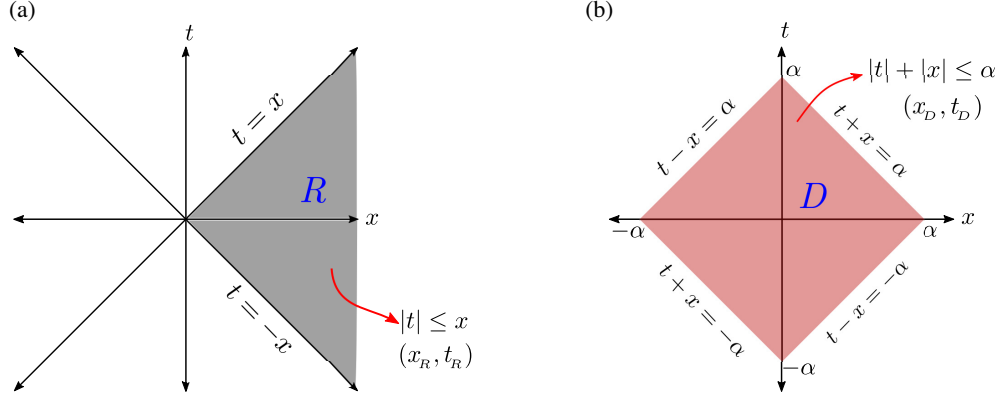 (a)
t
t = x
R
x
t = −x
|t| ≤ x
(x_R, t_R)
(b)
t
α
|t| + |x| ≤ α
(x_D, t_D)
t − x = α
t + x = α
D
−α
α
x
t + x = −α
t − x = −α
−α